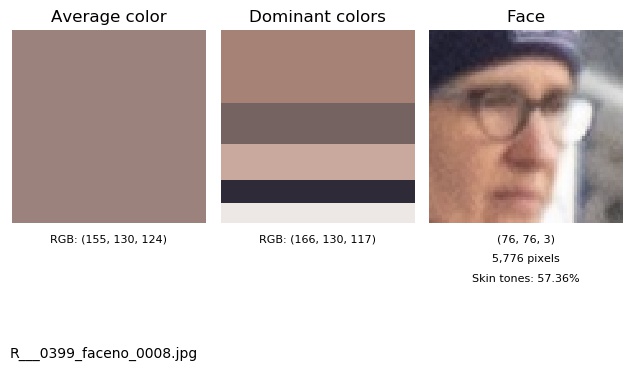 Average color
Dominant colors
Face
RGB: (155, 130, 124)
RGB: (166, 130, 117)
(76, 76, 3)
5,776 pixels
Skin tones: 57.36%
R___0399_faceno_0008.jpg